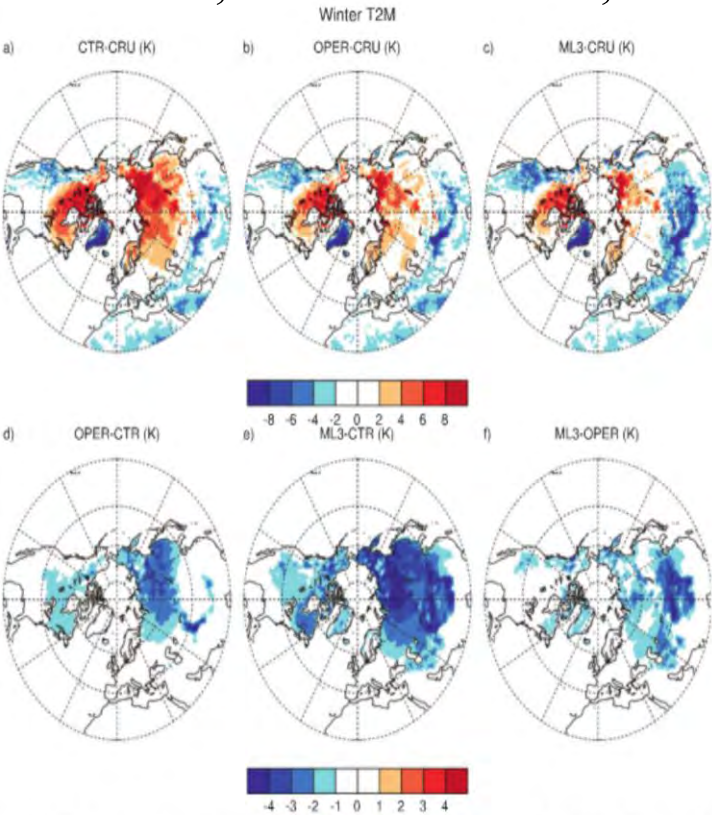 Winter T2M
a) CTR-CRU (K) b) OPER-CRU (K) c) ML3-CRU (K)
-8 -6 -4 -2 0 2 4 6 8
d) OPER-CTR (K) e) ML3-CTR (K) f) ML3-OPER (K)
-4 -3 -2 -1 0 1 2 3 4